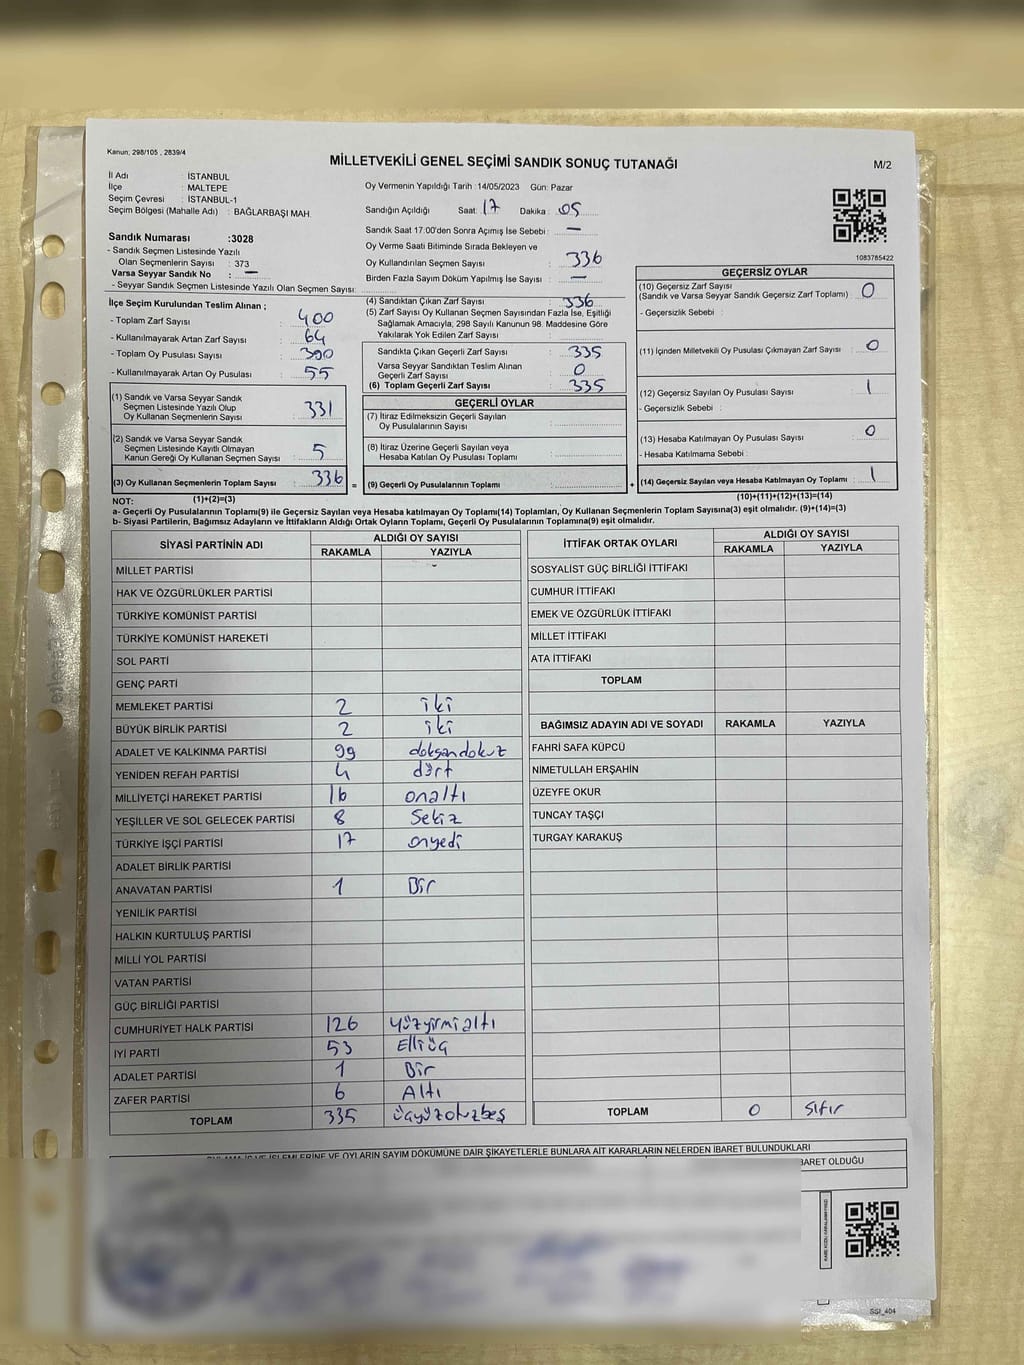 Kanun; 298/105 , 2839/4
MİLLETVEKİLİ GENEL SEÇİMİ SANDIK SONUÇ TUTANAĞI
M/2
İl Adı : İSTANBUL
İlçe : MALTEPE
Seçim Çevresi : İSTANBUL-1
Seçim Bölgesi (Mahalle Adı) : BAĞLARBAŞI MAH.
Sandık Numarası :3028
- Sandık Seçmen Listesinde Yazılı
Olan Seçmenlerin Sayısı : 373
Varsa Seyyar Sandık No : —
- Seyyar Sandık Seçmen Listesinde Yazılı Olan Seçmen Sayısı:
Oy Vermenin Yapıldığı Tarih : 14/05/2023 Gün: Pazar
Sandığın Açıldığı Saat: 17 Dakika : 05
Sandık Saat 17.00'den Sonra Açımış İse Sebebi : —
Oy Verme Saati Bitiminde Sırada Bekleyen ve
Oy Kullandırılan Seçmen Sayısı : 336
Birden Fazla Sayım Döküm Yapılmış İse Sayısı : —
1083785422
İlçe Seçim Kurulundan Teslim Alınan ;
- Toplam Zarf Sayısı : 400
- Kullanılmayarak Artan Zarf Sayısı : 64
- Toplam Oy Pusulası Sayısı : 390
- Kullanılmayarak Artan Oy Pusulası : 55
(1) Sandık ve Varsa Seyyar Sandık
Seçmen Listesinde Yazılı Olup
Oy Kullanan Seçmenlerin Sayısı : 331
(2) Sandık ve Varsa Seyyar Sandık
Seçmen Listesinde Kayıtlı Olmayan
Kanun Gereği Oy Kullanan Seçmen Sayısı : 5
(3) Oy Kullanan Seçmenlerin Toplam Sayısı : 336
(4) Sandıktan Çıkan Zarf Sayısı : 336
(5) Zarf Sayısı Oy Kullanan Seçmen Sayısından Fazla İse, Eşitliği
Sağlamak Amacıyla, 298 Sayılı Kanunun 98. Maddesine Göre
Yakılarak Yok Edilen Zarf Sayısı :
Sandıkta Çıkan Geçerli Zarf Sayısı : 335
Varsa Seyyar Sandıktan Teslim Alınan
Geçerli Zarf Sayısı : 0
(6) Toplam Geçerli Zarf Sayısı : 335
GEÇERLİ OYLAR
(7) İtiraz Edilmeksizin Geçerli Sayılan
Oy Pusulalarının Sayısı :
(8) İtiraz Üzerine Geçerli Sayılan veya
Hesaba Katılan Oy Pusulası Toplamı :
= (9) Geçerli Oy Pusulalarının Toplamı : +
GEÇERSİZ OYLAR
(10) Geçersiz Zarf Sayısı
(Sandık ve Varsa Seyyar Sandık Geçersiz Zarf Toplamı) : 0
- Geçersizlik Sebebi :
(11) İçinden Milletvekili Oy Pusulası Çıkmayan Zarf Sayısı : 0
(12) Geçersiz Sayılan Oy Pusulası Sayısı : 1
- Geçersizlik Sebebi :
(13) Hesaba Katılmayan Oy Pusulası Sayısı : 0
- Hesaba Katılmama Sebebi :
(14) Geçersiz Sayılan veya Hesaba Katılmayan Oy Toplamı : 1
NOT: (1)+(2)=(3)
(10)+(11)+(12)+(13)=(14)
a- Geçerli Oy Pusulalarının Toplamı(9) ile Geçersiz Sayılan veya Hesaba katılmayan Oy Toplamı(14) Toplamları, Oy Kullanan Seçmenlerin Toplam Sayısına(3) eşit olmalıdır. (9)+(14)=(3)
b- Siyasi Partilerin, Bağımsız Adayların ve İttifakların Aldığı Ortak Oyların Toplamı, Geçerli Oy Pusulalarının Toplamına(9) eşit olmalıdır.
SİYASİ PARTİNİN ADI
ALDIĞI OY SAYISI
RAKAMLA YAZIYLA
MİLLET PARTİSİ
HAK VE ÖZGÜRLÜKLER PARTİSİ
TÜRKİYE KOMÜNİST PARTİSİ
TÜRKİYE KOMÜNİST HAREKETİ
SOL PARTİ
GENÇ PARTİ
MEMLEKET PARTİSİ 2 iki
BÜYÜK BİRLİK PARTİSİ 2 iki
ADALET VE KALKINMA PARTİSİ 99 doksandokuz
YENİDEN REFAH PARTİSİ 4 dört
MİLLİYETÇİ HAREKET PARTİSİ 16 onaltı
YEŞİLLER VE SOL GELECEK PARTİSİ 8 Sekiz
TÜRKİYE İŞÇİ PARTİSİ 17 onyedi
ADALET BİRLİK PARTİSİ
ANAVATAN PARTİSİ 1 Bir
YENİLİK PARTİSİ
HALKIN KURTULUŞ PARTİSİ
MİLLİ YOL PARTİSİ
VATAN PARTİSİ
GÜÇ BİRLİĞİ PARTİSİ
CUMHURİYET HALK PARTİSİ 126 yüzyirmialtı
İYİ PARTİ 53 Elliüç
ADALET PARTİSİ 1 Bir
ZAFER PARTİSİ 6 Altı
TOPLAM 335 üçyüzotuzbeş
İTTİFAK ORTAK OYLARI
ALDIĞI OY SAYISI
RAKAMLA YAZIYLA
SOSYALİST GÜÇ BİRLİĞİ İTTİFAKI
CUMHUR İTTİFAKI
EMEK VE ÖZGÜRLÜK İTTİFAKI
MİLLET İTTİFAKI
ATA İTTİFAKI
TOPLAM
BAĞIMSIZ ADAYIN ADI VE SOYADI RAKAMLA YAZIYLA
FAHRİ SAFA KÜPCÜ
NİMETULLAH ERŞAHİN
ÜZEYFE OKUR
TUNCAY TAŞÇI
TURGAY KARAKUŞ
TOPLAM 0 sıfır
VE OYLARIN SAYIM DÖKÜMÜNE DAİR ŞİKAYETLERLE BUNLARA AİT KARARLARIN NELERDEN İBARET BULUNDUKLARI
BARET OLDUĞU
SSI_404